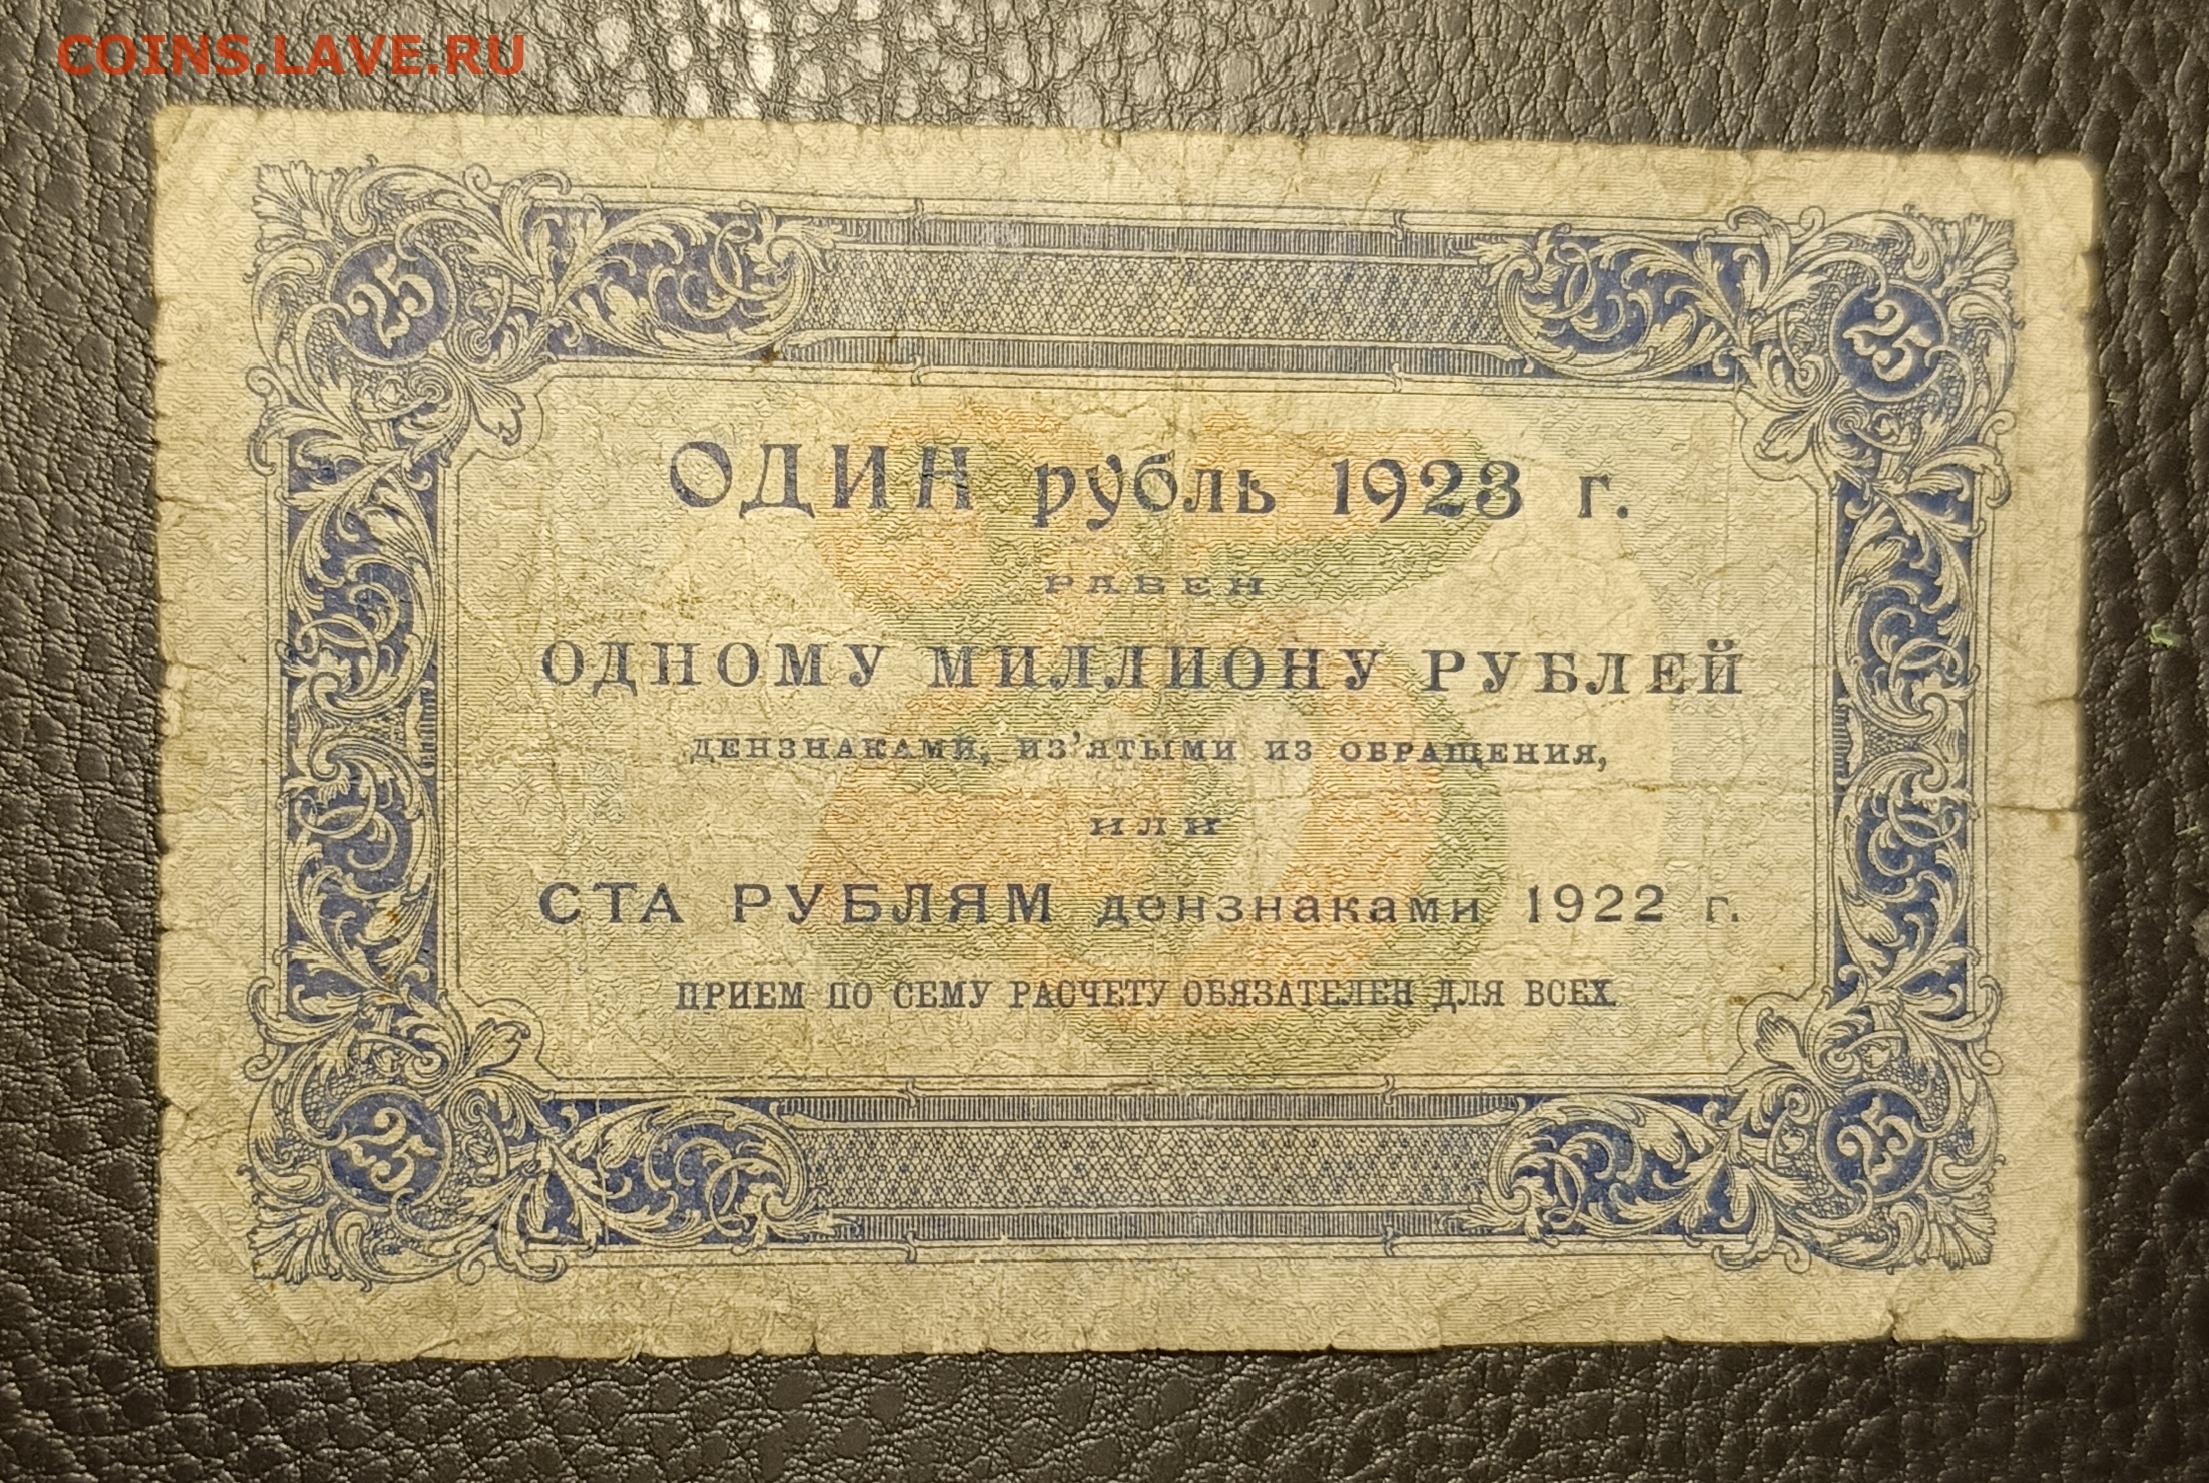 COINS.LAVE.RU
25 25
ОДИН рубль 1923 г.
РАВЕН
ОДНОМУ МИЛЛИОНУ РУБЛЕЙ
ДЕНЗНАКАМИ, ИЗ'ЯТЫМИ ИЗ ОБРАЩЕНИЯ,
ИЛИ
СТА РУБЛЯМ дензнаками 1922 г.
ПРИЕМ ПО СЕМУ РАСЧЕТУ ОБЯЗАТЕЛЕН ДЛЯ ВСЕХ.
25 25